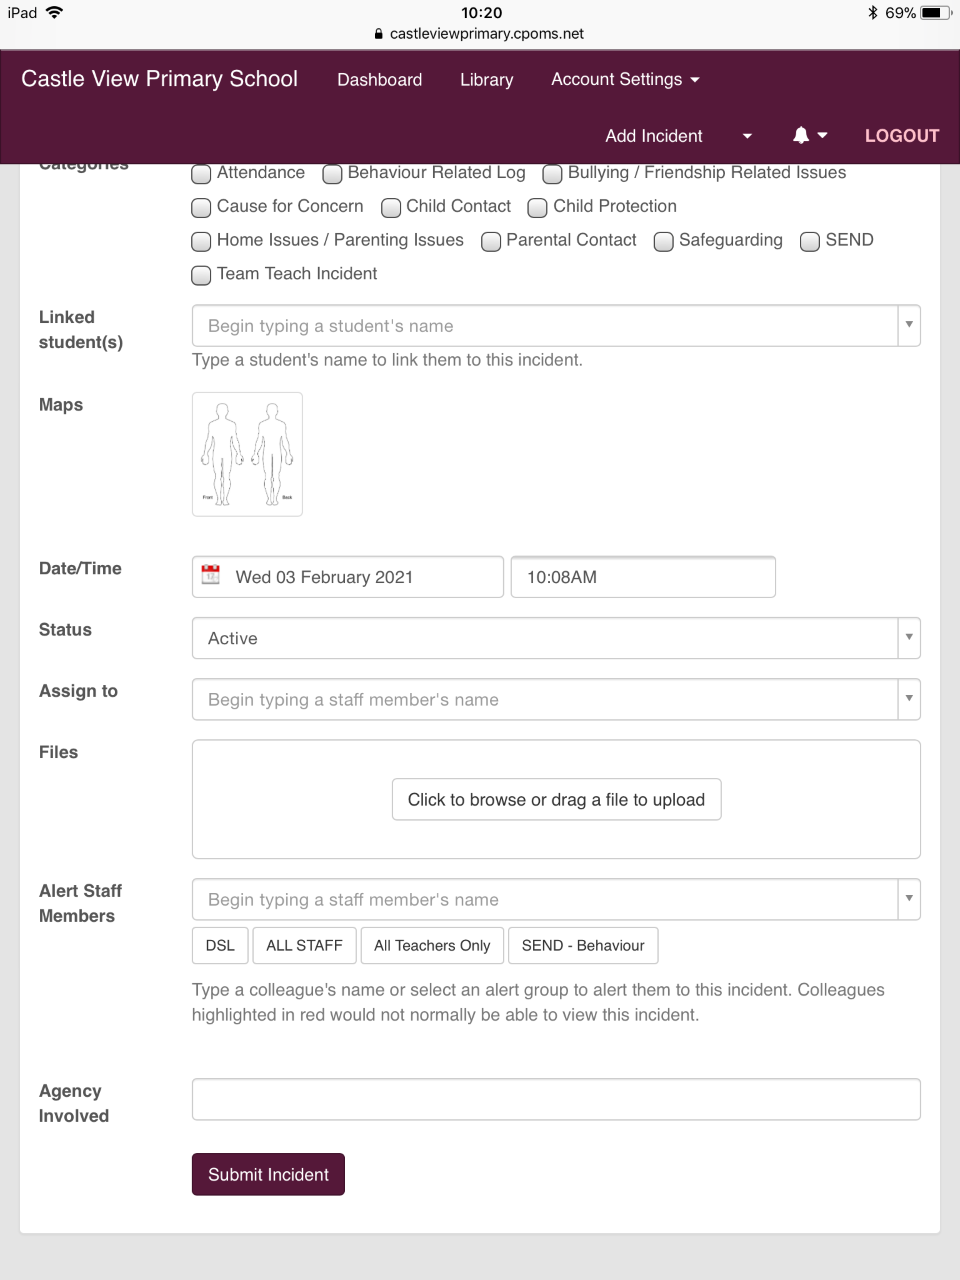 iPad 10:20 69%
castleviewprimary.cpoms.net
Castle View Primary School Dashboard Library Account Settings
Add Incident LOGOUT
Categories
Attendance Behaviour Related Log Bullying / Friendship Related Issues
Cause for Concern Child Contact Child Protection
Home Issues / Parenting Issues Parental Contact Safeguarding SEND
Team Teach Incident
Linked
student(s)
Begin typing a student's name
Type a student's name to link them to this incident.
Maps
Front Back
Date/Time Wed 03 February 2021 10:08AM
Status Active
Assign to Begin typing a staff member's name
Files
Click to browse or drag a file to upload
Alert Staff
Members
Begin typing a staff member's name
DSL ALL STAFF All Teachers Only SEND - Behaviour
Type a colleague's name or select an alert group to alert them to this incident. Colleagues
highlighted in red would not normally be able to view this incident.
Agency
Involved
Submit Incident